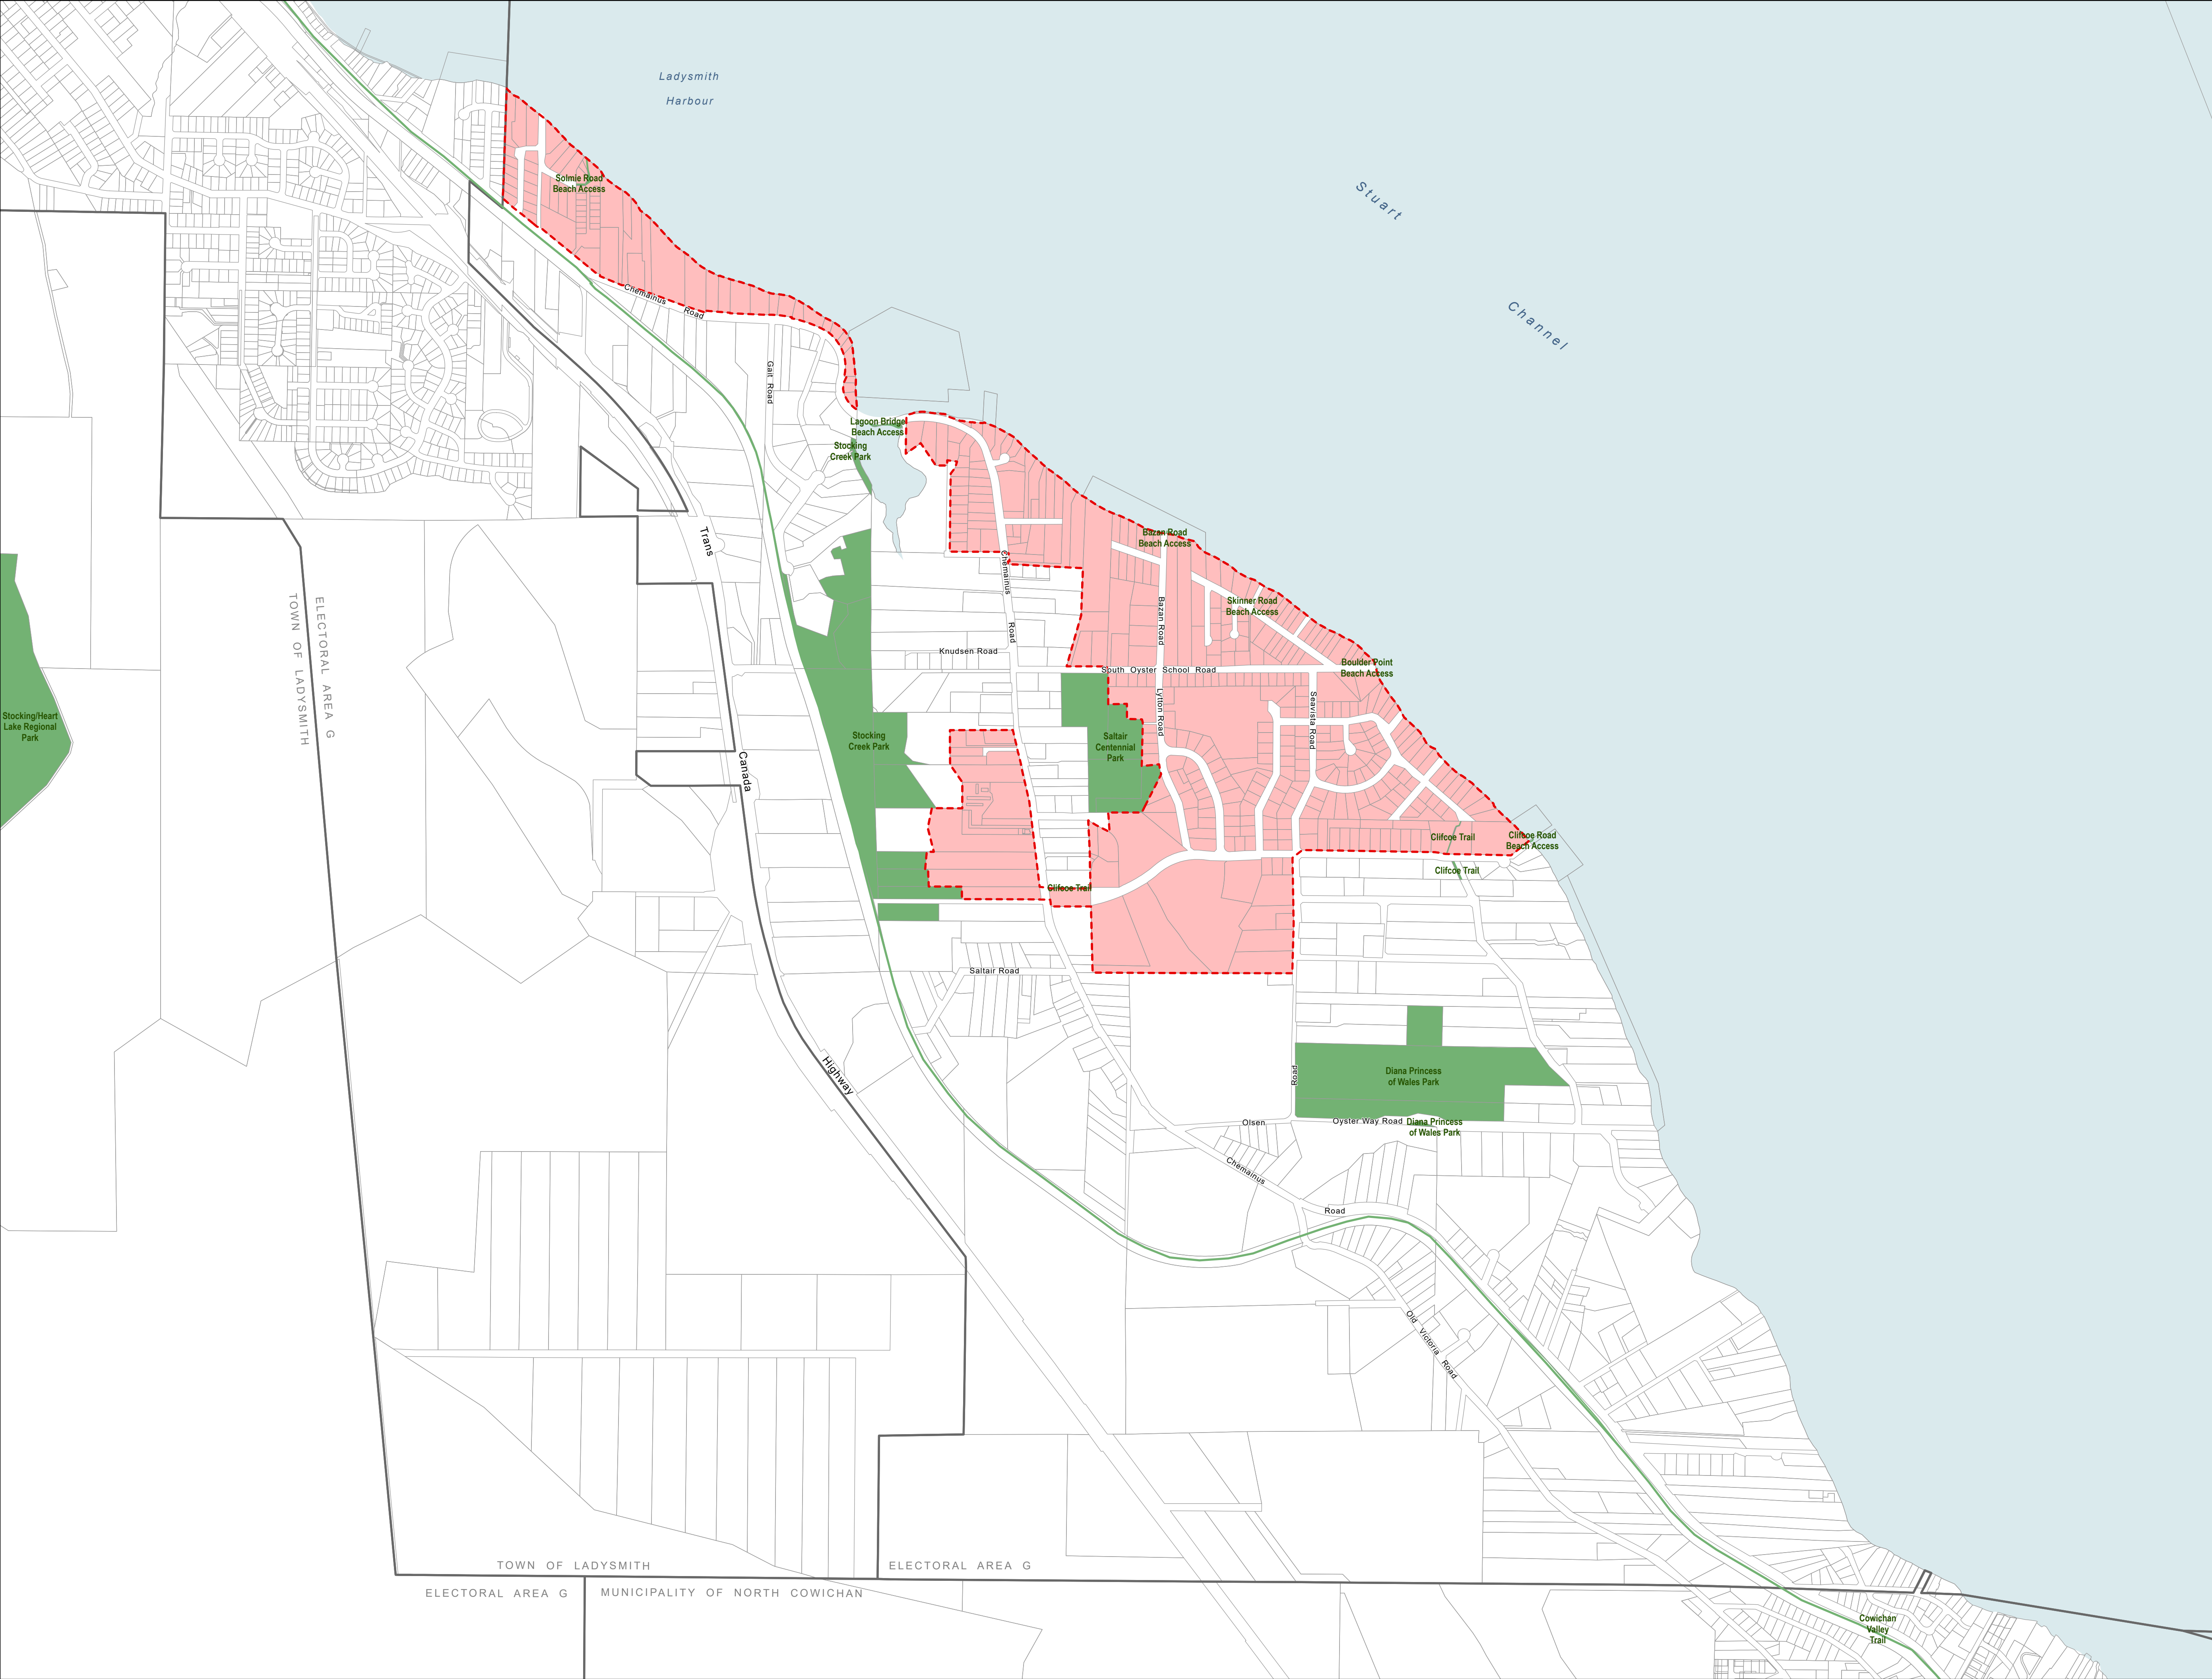 Ladysmith
Harbour
Stuart
Channel
Solmie Road
Beach Access
Chemainus
Road
Gait Road
Lagoon Bridge
Beach Access
Stocking
Creek Park
Trans
Canada
Highway
Bazan Road
Beach Access
Chemainus
Road
Bazan Road
Skinner Road
Beach Access
Knudsen Road
South Oyster School Road
Boulder Point
Beach Access
ELECTORAL AREA G
TOWN OF LADYSMITH
Stocking/Heart
Lake Regional
Park
Stocking
Creek Park
Saltair
Centennial
Park
Lytton Road
Seavista Road
Clifcoe Trail
Clifcoe Road
Beach Access
Clifcoe Trail
Clifcoe Trail
Saltair Road
Road
Diana Princess
of Wales Park
Olsen
Oyster Way Road
Diana Princess
of Wales Park
Chemainus
Road
Old Victoria Road
TOWN OF LADYSMITH
ELECTORAL AREA G
ELECTORAL AREA G
MUNICIPALITY OF NORTH COWICHAN
Cowichan
Valley
Trail